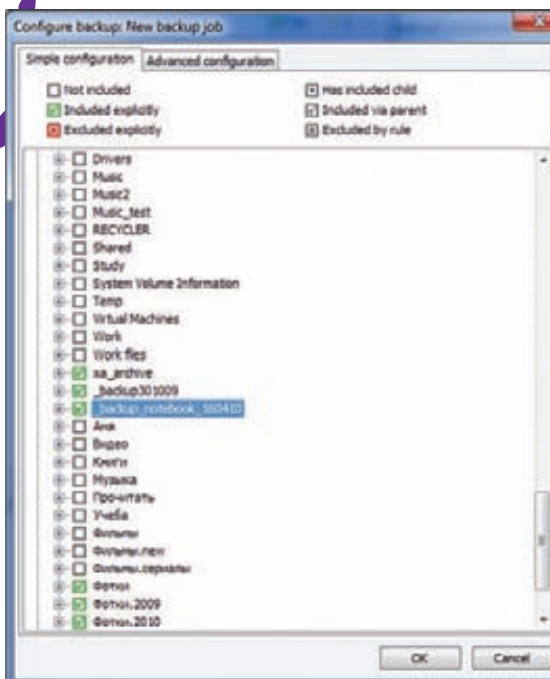 Configure backup: New backup job
Simple configuration Advanced configuration
Not included
Has included child
Included explicitly
Included via parent
Excluded explicitly
Excluded by rule
Drivers
Music
Music2
Music_test
RECYCLER
Shared
Study
System Volume Information
Temp
Virtual Machines
Work
Work files
xa_archive
_backup301009
_backup_notebook_160410
Аня
Видео
Книги
Музыка
Прочитать
Учеба
Фильмы
Фильмы.new
Фильмы.сериалы
Фотки
Фотки.2009
Фотки.2010
OK Cancel